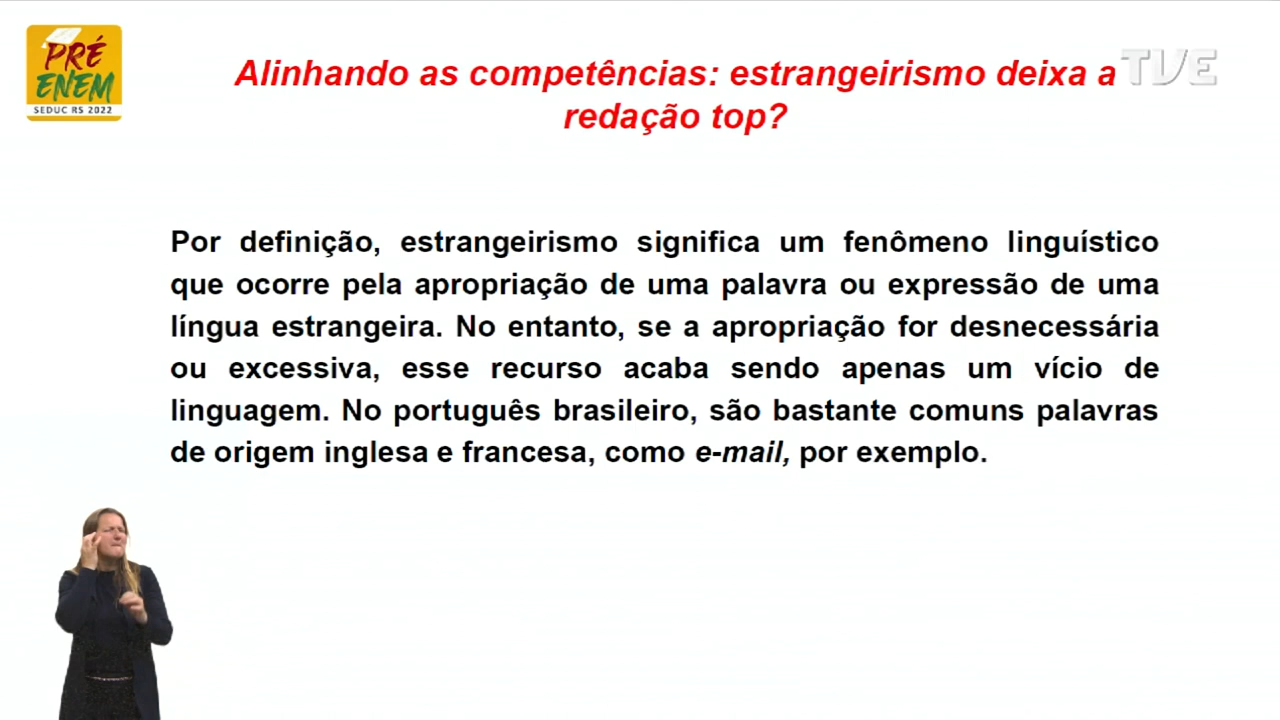 PRÉ
ENEM
SEDUC RS 2022
Alinhando as competências: estrangeirismo deixa a
redação top?
TVE
Por definição, estrangeirismo significa um fenômeno linguístico
que ocorre pela apropriação de uma palavra ou expressão de uma
língua estrangeira. No entanto, se a apropriação for desnecessária
ou excessiva, esse recurso acaba sendo apenas um vício de
linguagem. No português brasileiro, são bastante comuns palavras
de origem inglesa e francesa, como e-mail, por exemplo.